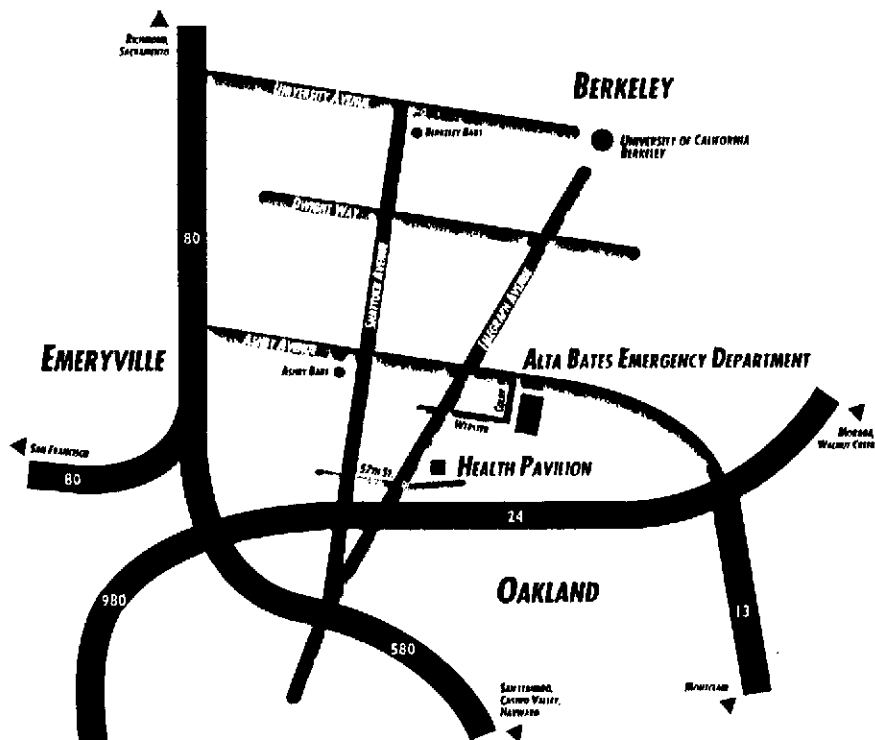 RICHMOND,
SACRAMENTO
UNIVERSITY AVENUE
BERKELEY
BERKELEY BART
UNIVERSITY OF CALIFORNIA
BERKELEY
DWIGHT WAY
80
SHATTUCK AVENUE
TELEGRAPH AVENUE
EMERYVILLE
ASHBY AVENUE
ASHBY BART
ALTA BATES EMERGENCY DEPARTMENT
COLBY
WEBSTER
MORAGA,
WALNUT CREEK
SAN FRANCISCO
80
57TH ST.
HEALTH PAVILION
24
OAKLAND
980
13
580
SAN LEANDRO,
CASTRO VALLEY,
HAYWARD
MONTCLAIR